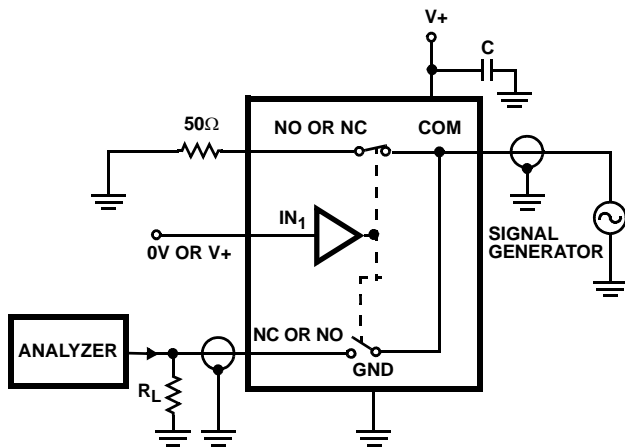 V+
C
50Ω
NO OR NC
COM
IN1
0V OR V+
SIGNAL
GENERATOR
NC OR NO
ANALYZER
GND
RL